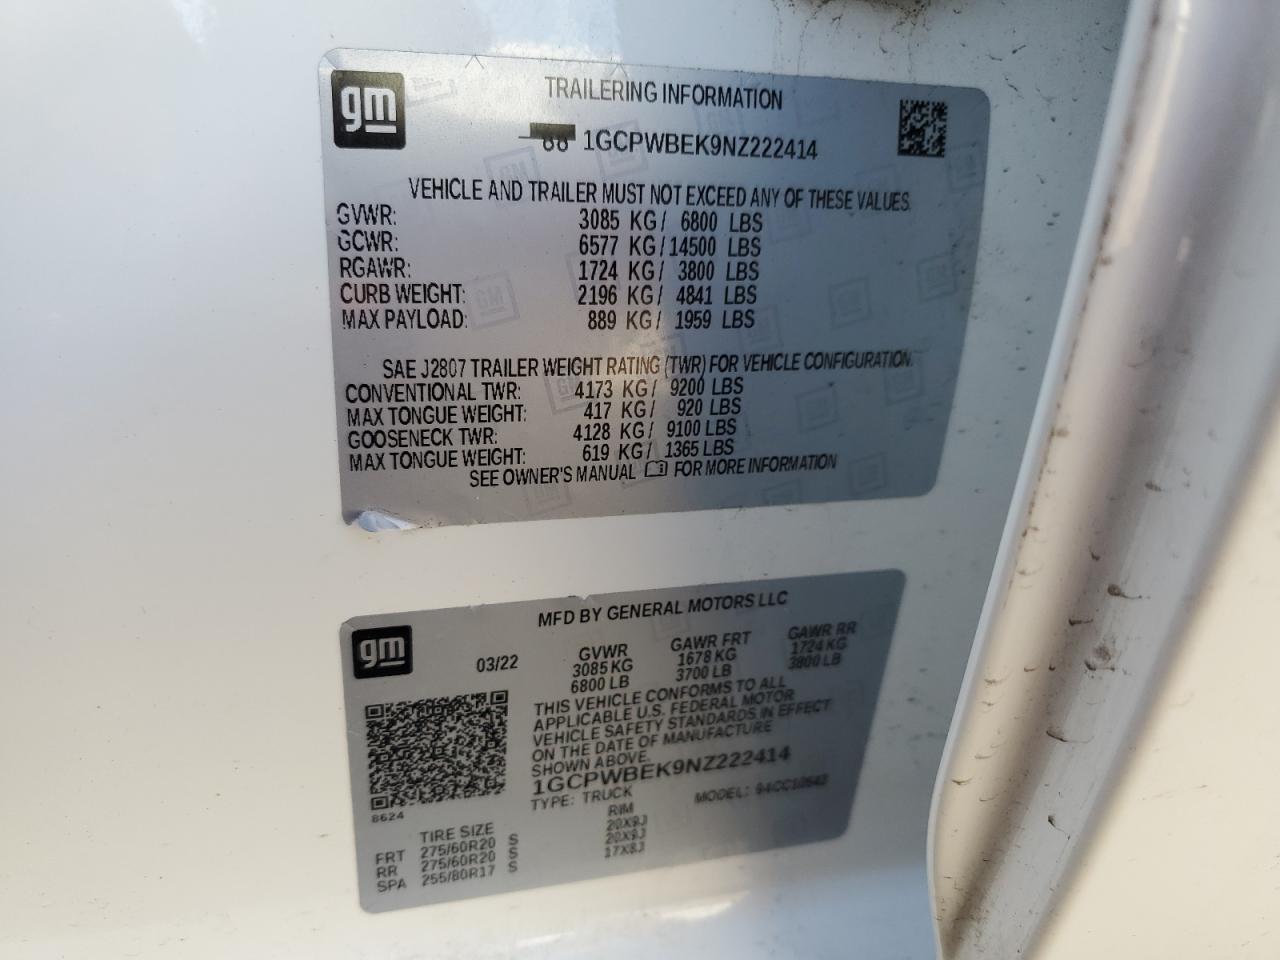 gm
TRAILERING INFORMATION
1GCPWBEK9NZ222414
VEHICLE AND TRAILER MUST NOT EXCEED ANY OF THESE VALUES.
GVWR: 3085 KG / 6800 LBS
GCWR: 6577 KG / 14500 LBS
RGAWR: 1724 KG / 3800 LBS
CURB WEIGHT: 2196 KG / 4841 LBS
MAX PAYLOAD: 889 KG / 1959 LBS
SAE J2807 TRAILER WEIGHT RATING (TWR) FOR VEHICLE CONFIGURATION.
CONVENTIONAL TWR: 4173 KG / 9200 LBS
MAX TONGUE WEIGHT: 417 KG / 920 LBS
GOOSENECK TWR: 4128 KG / 9100 LBS
MAX TONGUE WEIGHT: 619 KG / 1365 LBS
SEE OWNER'S MANUAL FOR MORE INFORMATION
gm
MFD BY GENERAL MOTORS LLC
03/22
GVWR GAWR FRT GAWR RR
3085 KG 1678 KG 1724 KG
6800 LB 3700 LB 3800 LB
THIS VEHICLE CONFORMS TO ALL
APPLICABLE U.S. FEDERAL MOTOR
VEHICLE SAFETY STANDARDS IN EFFECT
ON THE DATE OF MANUFACTURE
SHOWN ABOVE.
1GCPWBEK9NZ222414
TYPE: TRUCK MODEL:
8624
TIRE SIZE RIM
FRT 275/60R20 S 20X9J
RR 275/60R20 S 20X9J
SPA 255/80R17 S 17X8J